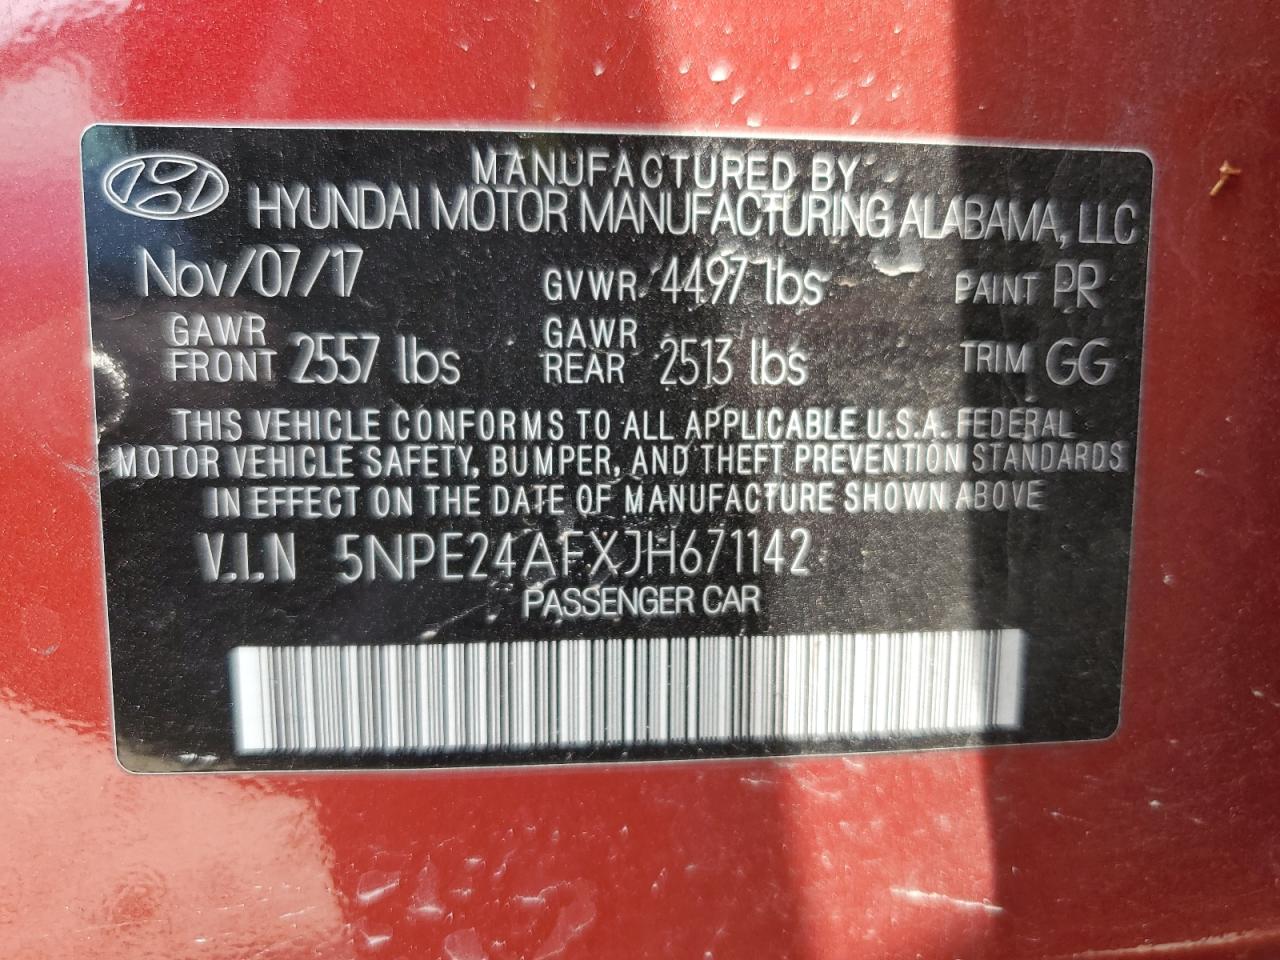 MANUFACTURED BY
HYUNDAI MOTOR MANUFACTURING ALABAMA, LLC
Nov/07/17 GVWR 4497 lbs PAINT PR
GAWR FRONT 2557 lbs GAWR REAR 2513 lbs TRIM GG
THIS VEHICLE CONFORMS TO ALL APPLICABLE U.S.A. FEDERAL
MOTOR VEHICLE SAFETY, BUMPER, AND THEFT PREVENTION STANDARDS
IN EFFECT ON THE DATE OF MANUFACTURE SHOWN ABOVE
V.I.N 5NPE24AFXJH671142
PASSENGER CAR